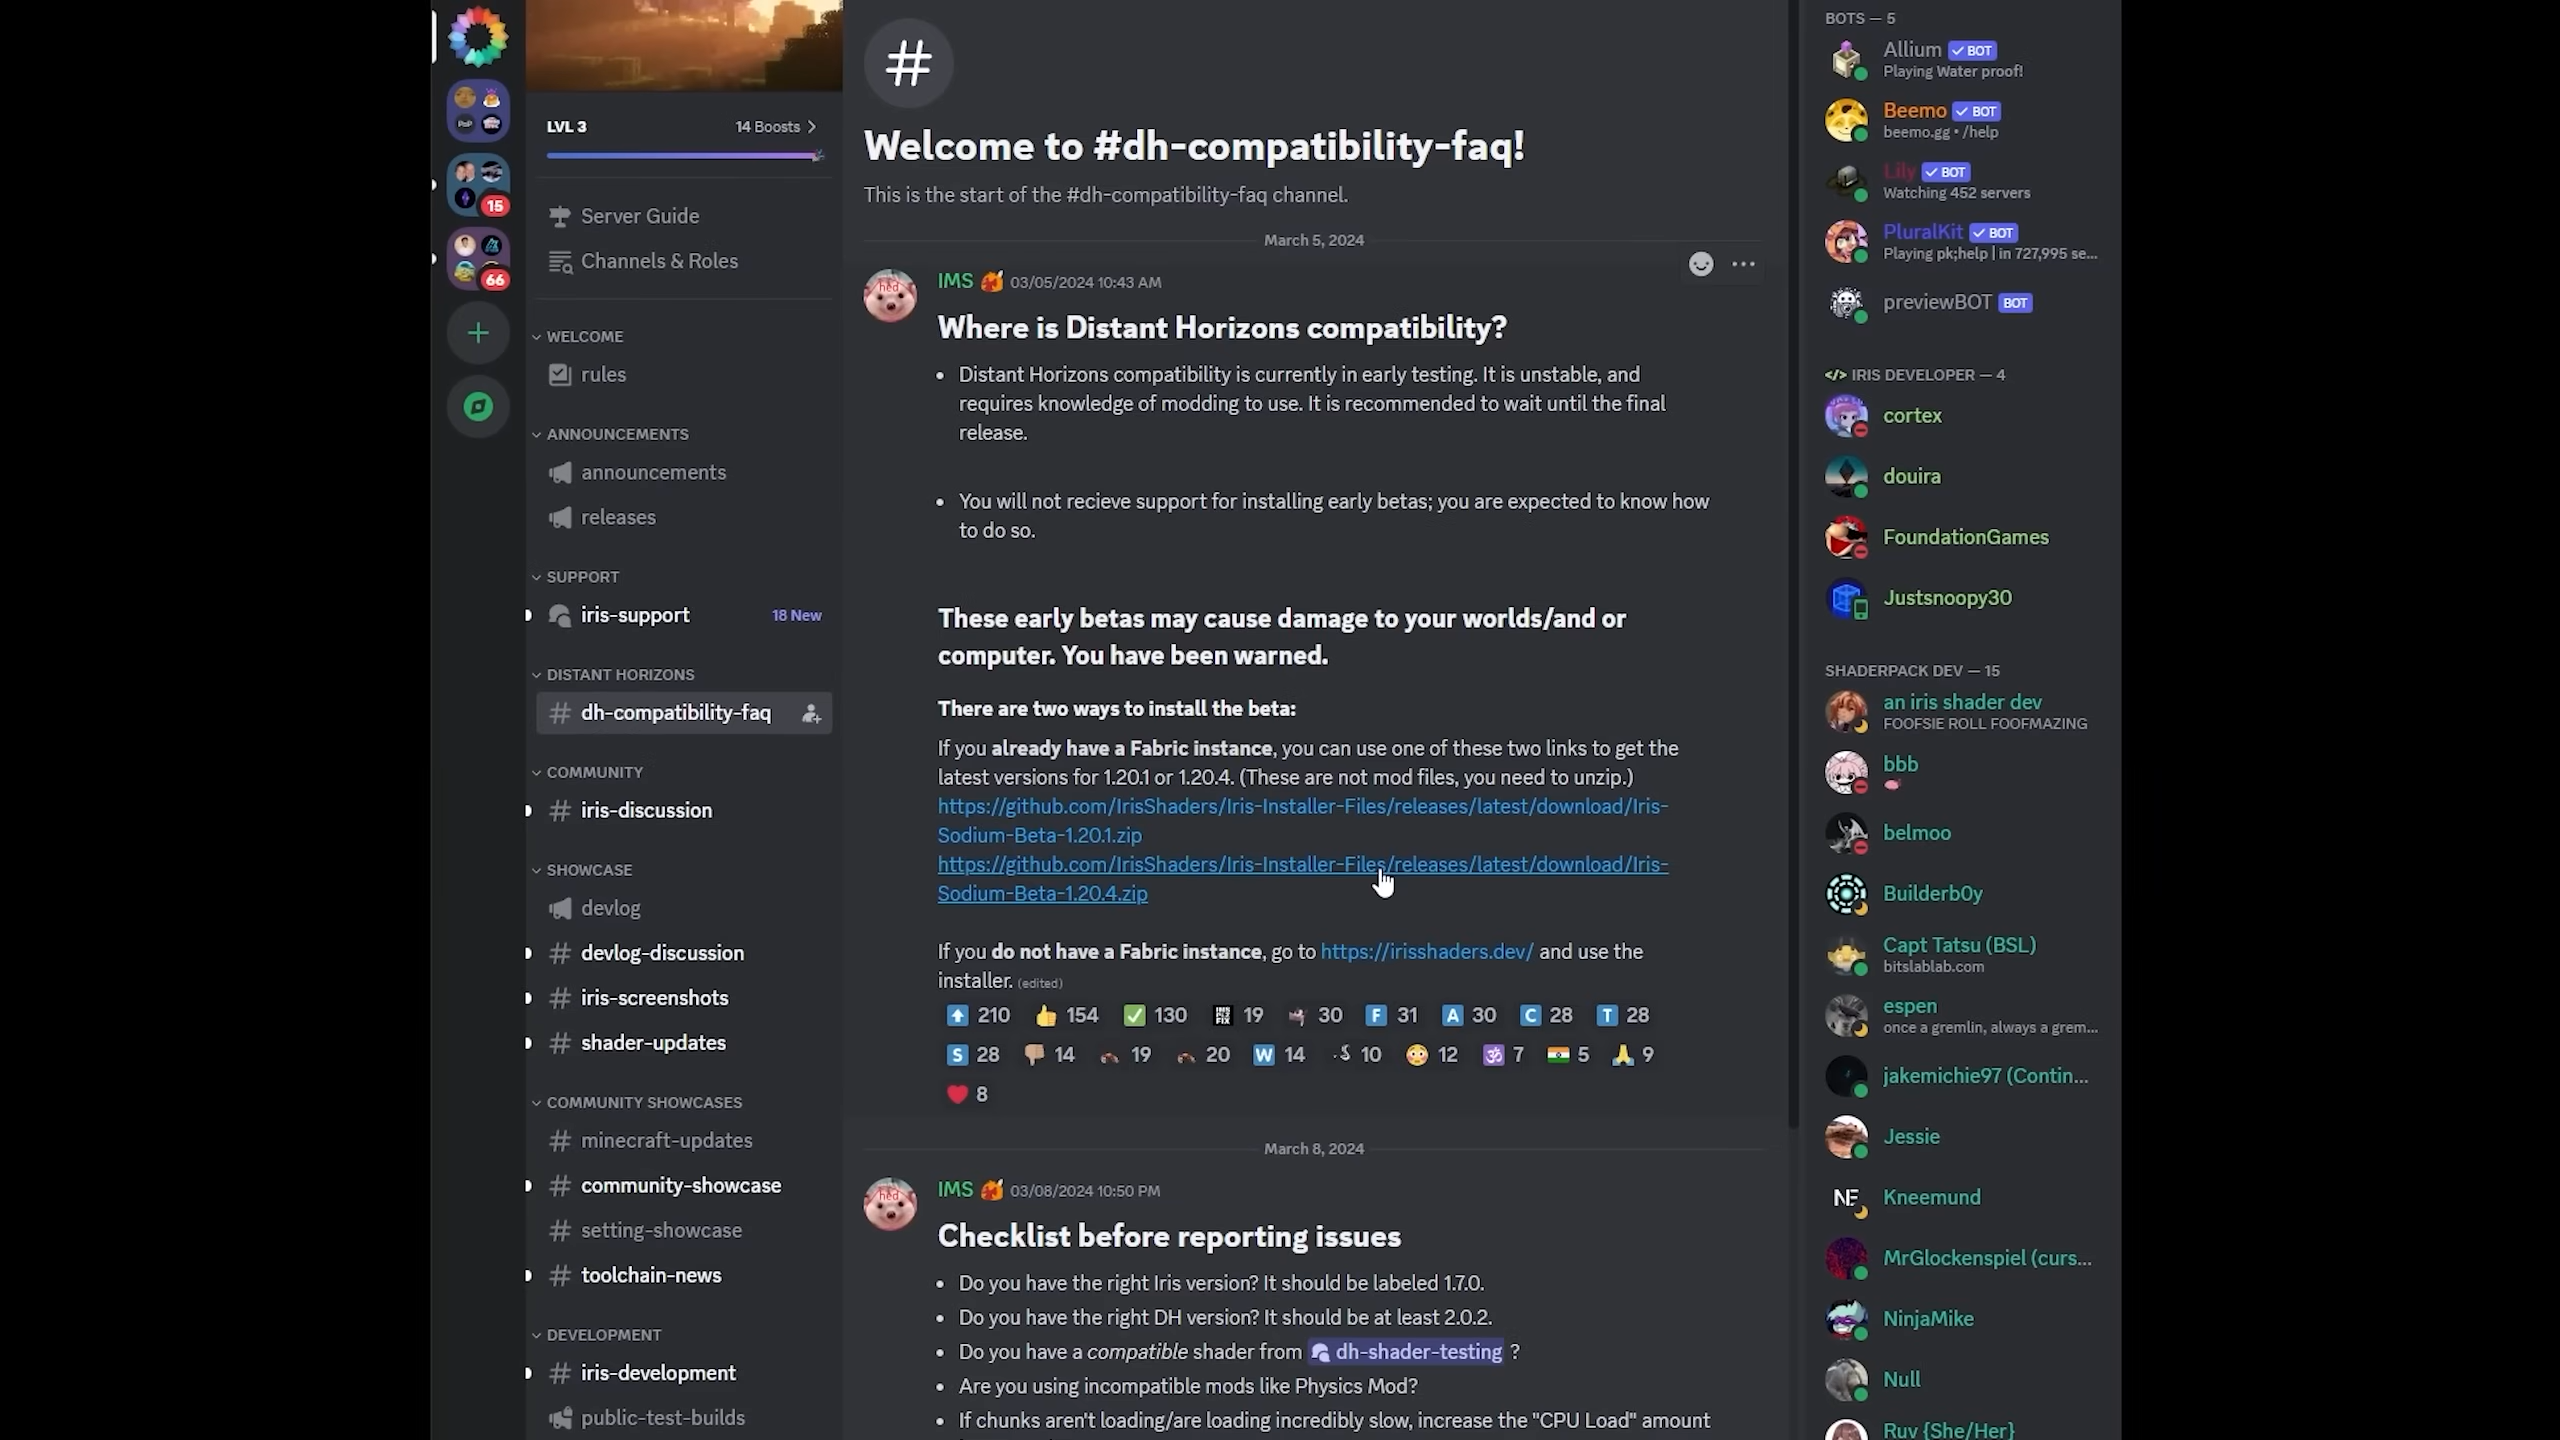 15
66
LVL 3
14 Boosts
Server Guide
Channels & Roles
WELCOME
rules
ANNOUNCEMENTS
announcements
releases
SUPPORT
iris-support
18 New
DISTANT HORIZONS
dh-compatibility-faq
COMMUNITY
iris-discussion
SHOWCASE
devlog
devlog-discussion
iris-screenshots
shader-updates
COMMUNITY SHOWCASES
minecraft-updates
community-showcase
setting-showcase
toolchain-news
DEVELOPMENT
iris-development
public-test-builds
Welcome to #dh-compatibility-faq!
This is the start of the #dh-compatibility-faq channel.
March 5, 2024
IMS 03/05/2024 10:43 AM
Where is Distant Horizons compatibility?
• Distant Horizons compatibility is currently in early testing. It is unstable, and
requires knowledge of modding to use. It is recommended to wait until the final
release.
• You will not recieve support for installing early betas; you are expected to know how
to do so.
These early betas may cause damage to your worlds/and or
computer. You have been warned.
There are two ways to install the beta:
If you already have a Fabric instance, you can use one of these two links to get the
latest versions for 1.20.1 or 1.20.4. (These are not mod files, you need to unzip.)
https://github.com/IrisShaders/Iris-Installer-Files/releases/latest/download/Iris-
Sodium-Beta-1.20.1.zip
https://github.com/IrisShaders/Iris-Installer-Files/releases/latest/download/Iris-
Sodium-Beta-1.20.4.zip
If you do not have a Fabric instance, go to https://irisshaders.dev/ and use the
installer. (edited)
210 154 130 19 30 F 31 A 30 C 28 T 28
S 28 14 19 20 W 14 10 12 ॐ 7 5 9
8
March 8, 2024
IMS 03/08/2024 10:50 PM
Checklist before reporting issues
• Do you have the right Iris version? It should be labeled 1.7.0.
• Do you have the right DH version? It should be at least 2.0.2.
• Do you have a compatible shader from dh-shader-testing ?
• Are you using incompatible mods like Physics Mod?
• If chunks aren't loading/are loading incredibly slow, increase the "CPU Load" amount
BOTS — 5
Allium BOT
Playing Water proof!
Beemo BOT
beemo.gg • /help
Lily BOT
Watching 452 servers
PluralKit BOT
Playing pk;help | in 727,995 se...
previewBOT BOT
IRIS DEVELOPER — 4
cortex
douira
FoundationGames
Justsnoopy30
SHADERPACK DEV — 15
an iris shader dev
FOOFSIE ROLL FOOFMAZING
bbb
belmoo
Builderb0y
Capt Tatsu (BSL)
bitslablab.com
espen
once a gremlin, always a grem...
jakemichie97 (Contin...
Jessie
Kneemund
MrGlockenspiel (curs...
NinjaMike
Null
Ruv {She/Her}